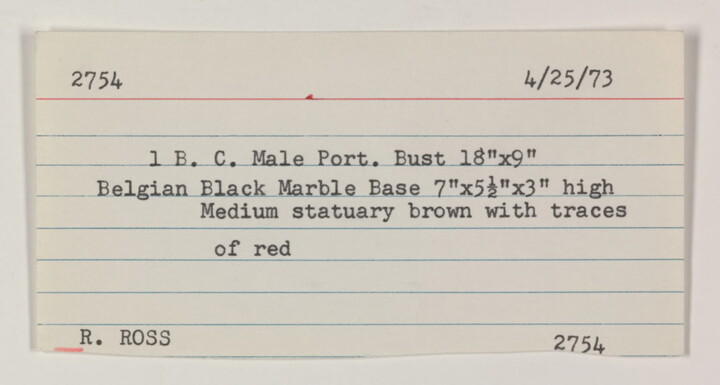 2754 4/25/73
1 B. C. Male Port. Bust 18"x9"
Belgian Black Marble Base 7"x5½"x3" high
Medium statuary brown with traces
of red
R. ROSS 2754